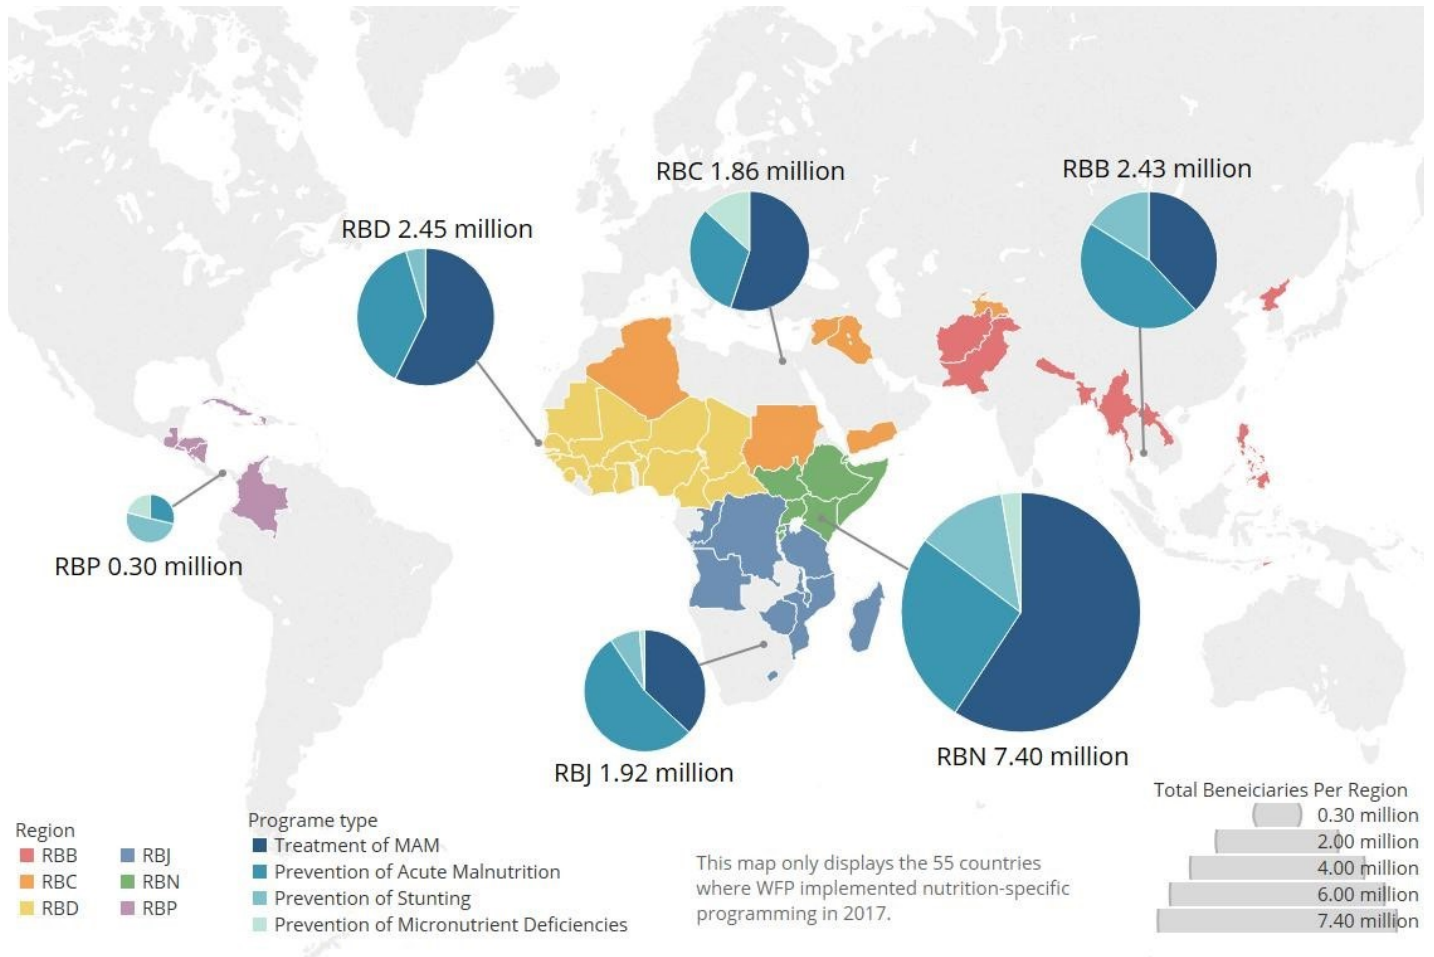 RBC 1.86 million
RBB 2.43 million
RBD 2.45 million
RBP 0.30 million
RBJ 1.92 million
RBN 7.40 million
Region
RBB
RBC
RBD
RBJ
RBN
RBP
Programe type
Treatment of MAM
Prevention of Acute Malnutrition
Prevention of Stunting
Prevention of Micronutrient Deficiencies
This map only displays the 55 countries
where WFP implemented nutrition-specific
programming in 2017.
Total Beneiciaries Per Region
0.30 million
2.00 million
4.00 million
6.00 million
7.40 million